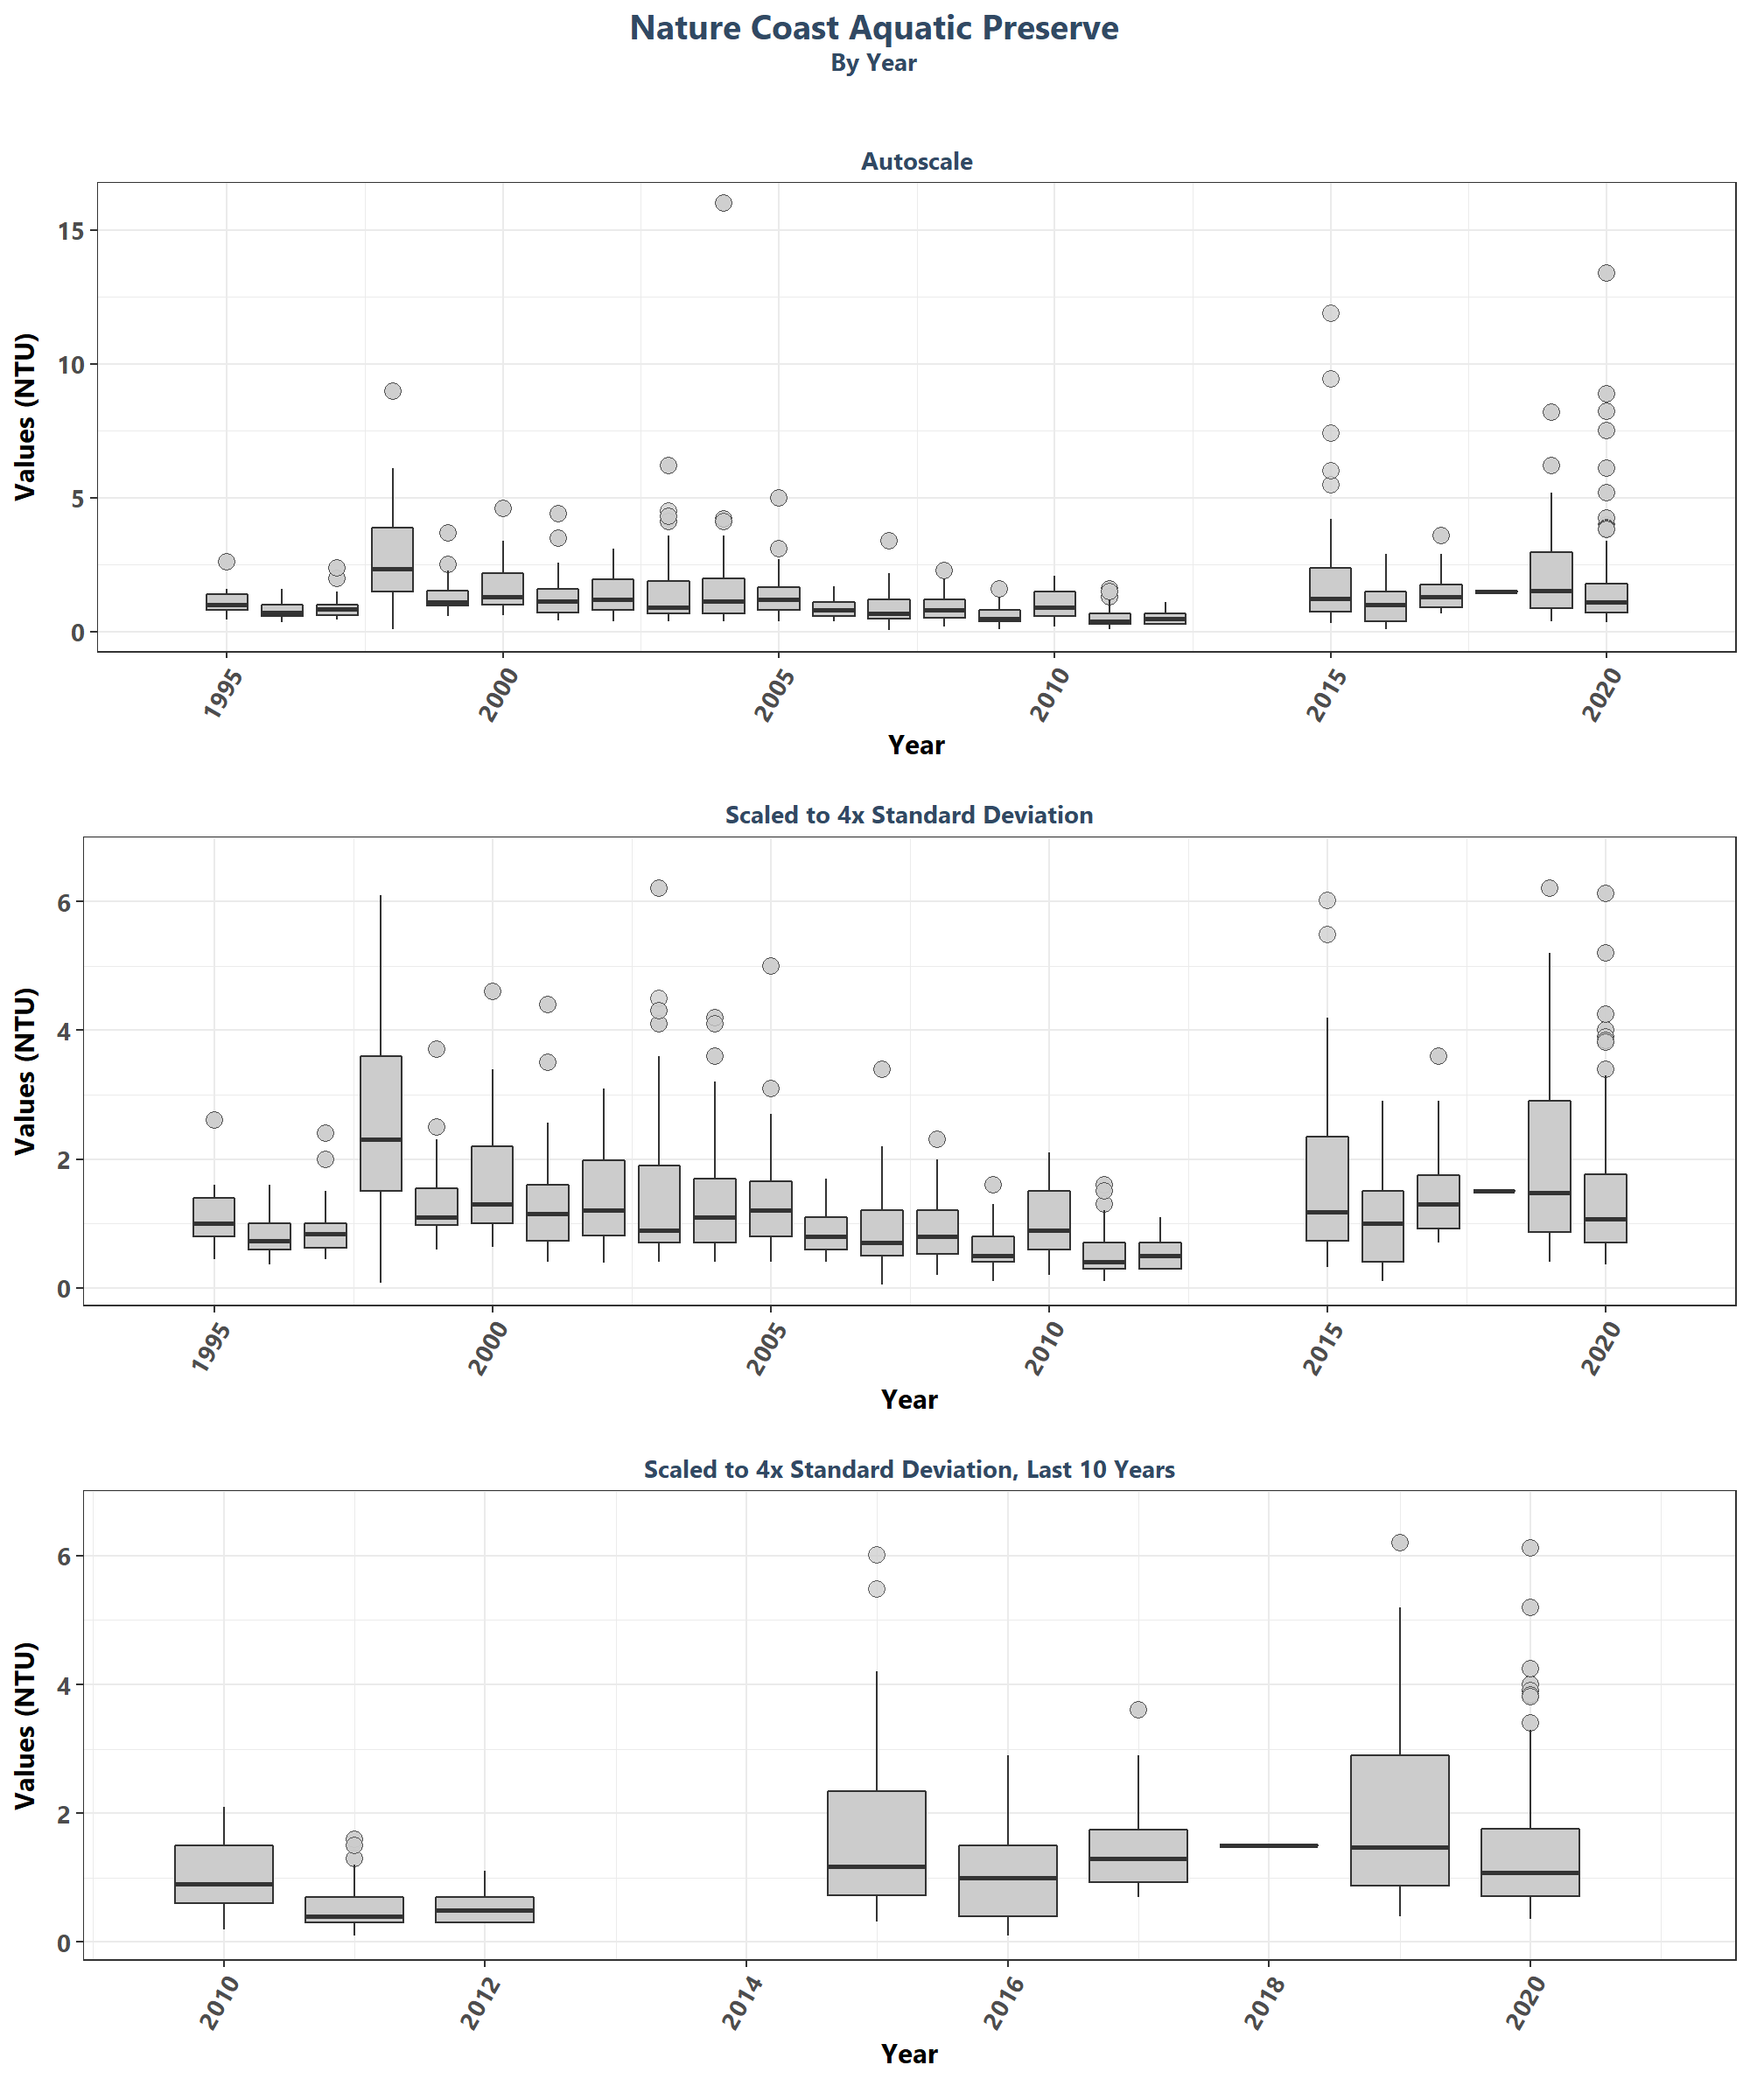 Nature Coast Aquatic Preserve
By Year
Autoscale
Values (NTU)
15
10
5
0
1995
2000
2005
2010
2015
2020
Year
Scaled to 4x Standard Deviation
Values (NTU)
6
4
2
0
1995
2000
2005
2010
2015
2020
Year
Scaled to 4x Standard Deviation, Last 10 Years
Values (NTU)
6
4
2
0
2010
2012
2014
2016
2018
2020
Year